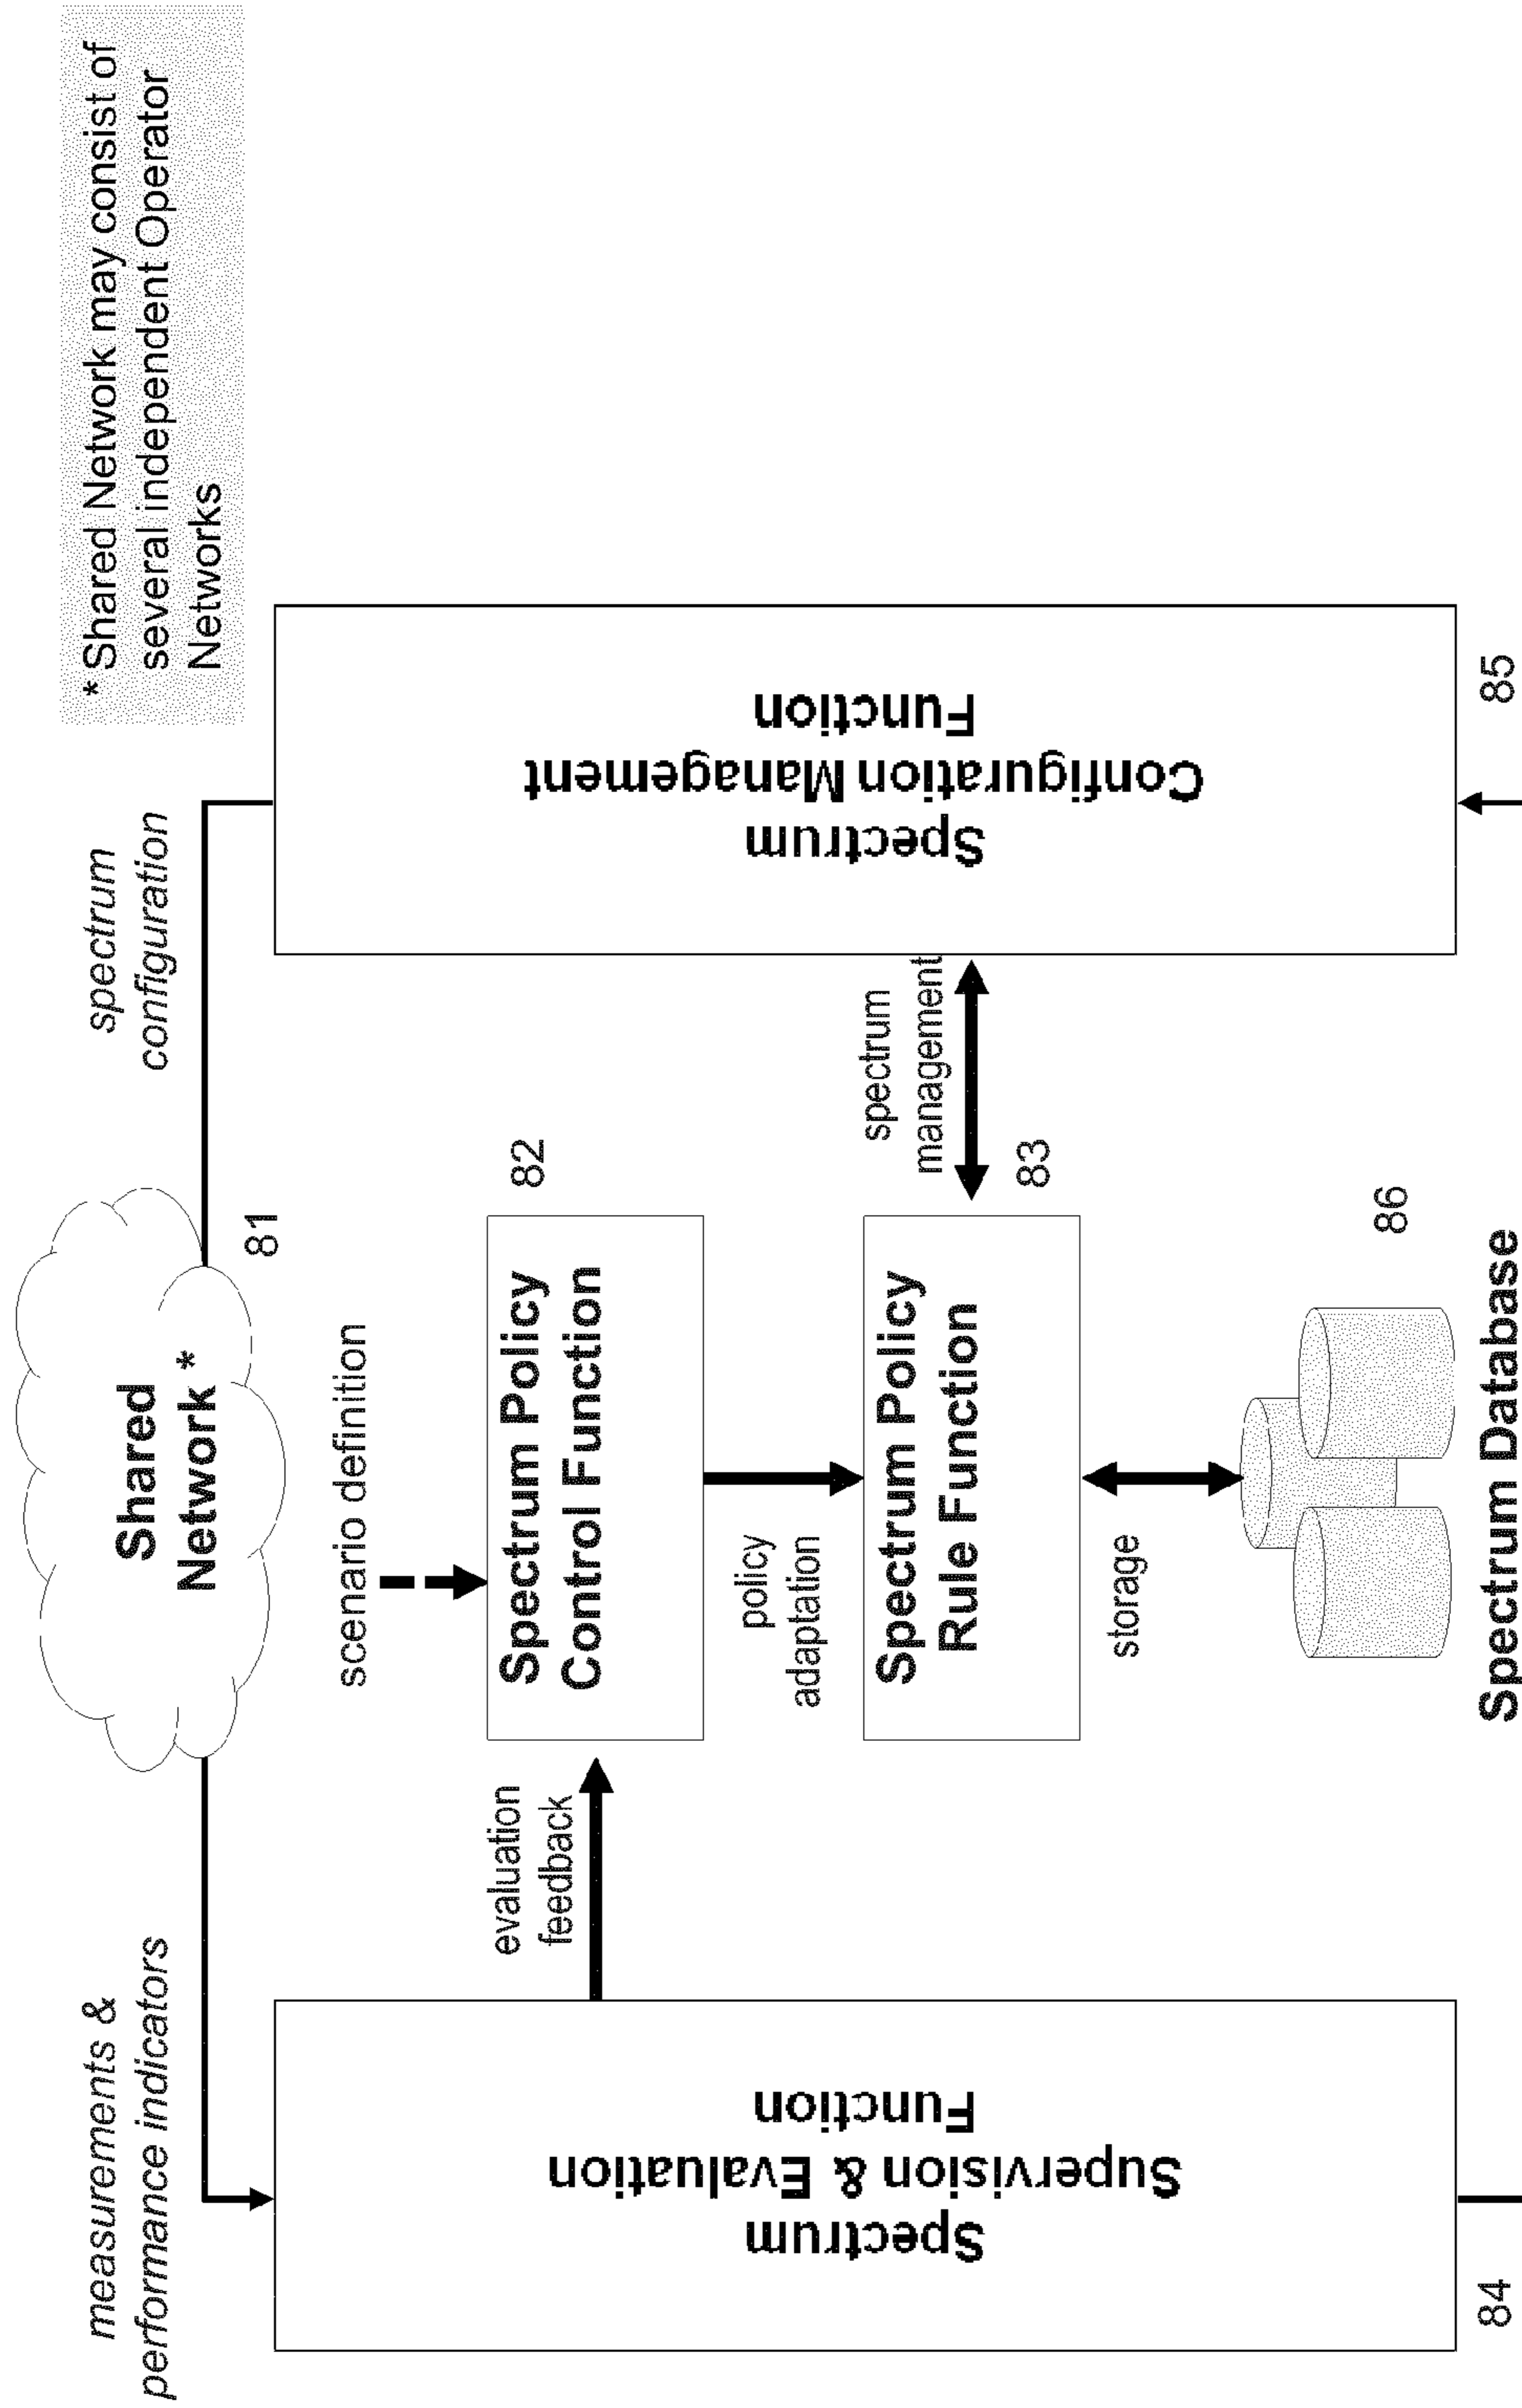 measurements &
performance indicators
Shared
Network *
81
spectrum
configuration
* Shared Network may consist of
several independent Operator
Networks
scenario definition
Spectrum
Supervision & Evaluation
Function
84
evaluation
feedback
Spectrum Policy
Control Function
82
policy
adaptation
Spectrum Policy
Rule Function
83
spectrum
management
Spectrum
Configuration Management
Function
85
storage
86
Spectrum Database